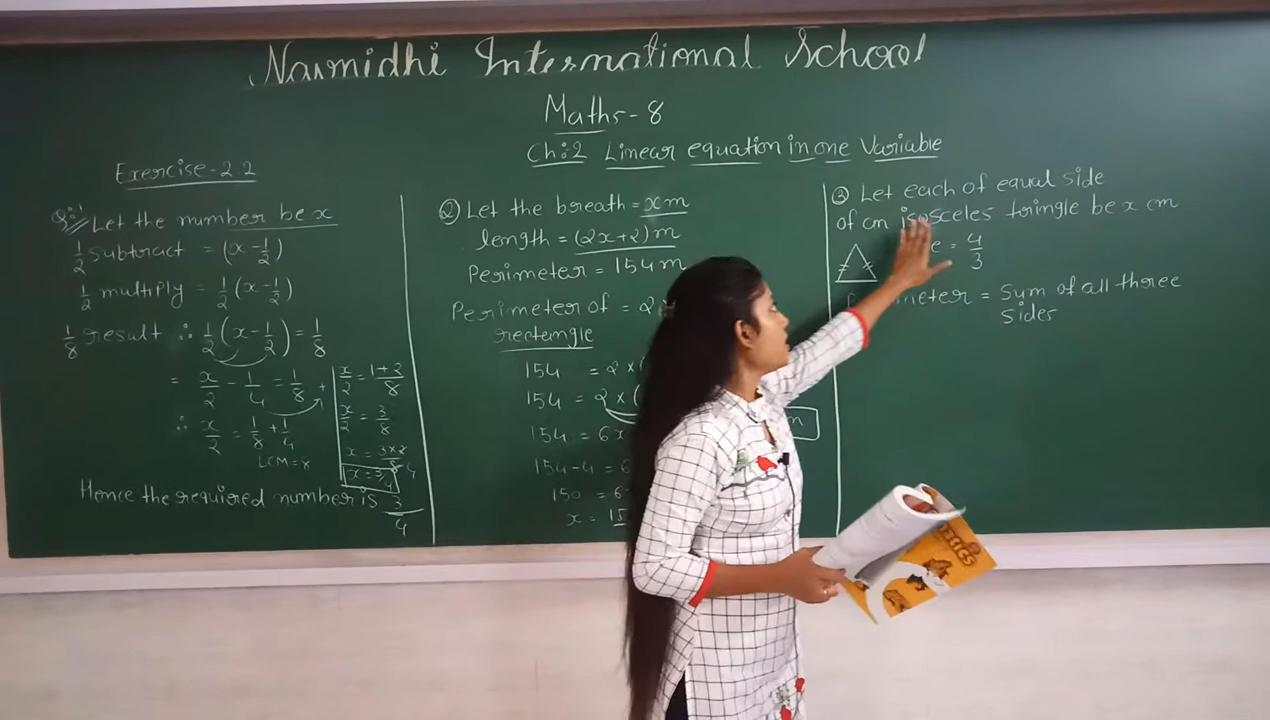 Navnidhi International School
Maths-8
Ch:2 Linear equation in one Variable
Exercise-2.2
Q:1 Let the number be x
1/2 subtract = (x - 1/2)
1/2 multiply = 1/2 (x - 1/2)
1/8 result ∴ 1/2 (x - 1/2) = 1/8
= x/2 - 1/4 = 1/8
∴ x/2 = 1/8 + 1/4
LCM = 8
x/2 = 1+2/8
x/2 = 3/8
x = 3×2/8 4
x = 3/4
Hence the required number is 3/4
② Let the breath = x m
length = (2x+2) m
Perimeter = 154 m
Perimeter of = 2
rectangle
154 = 2 × (
154 = 2 × (
154 = 6x
154 - 4 = 6
150 = 6
x = 15
m
③ Let each of equal side
of an isosceles tringle be x cm
e = 4/3
meter = Sum of all three
sides